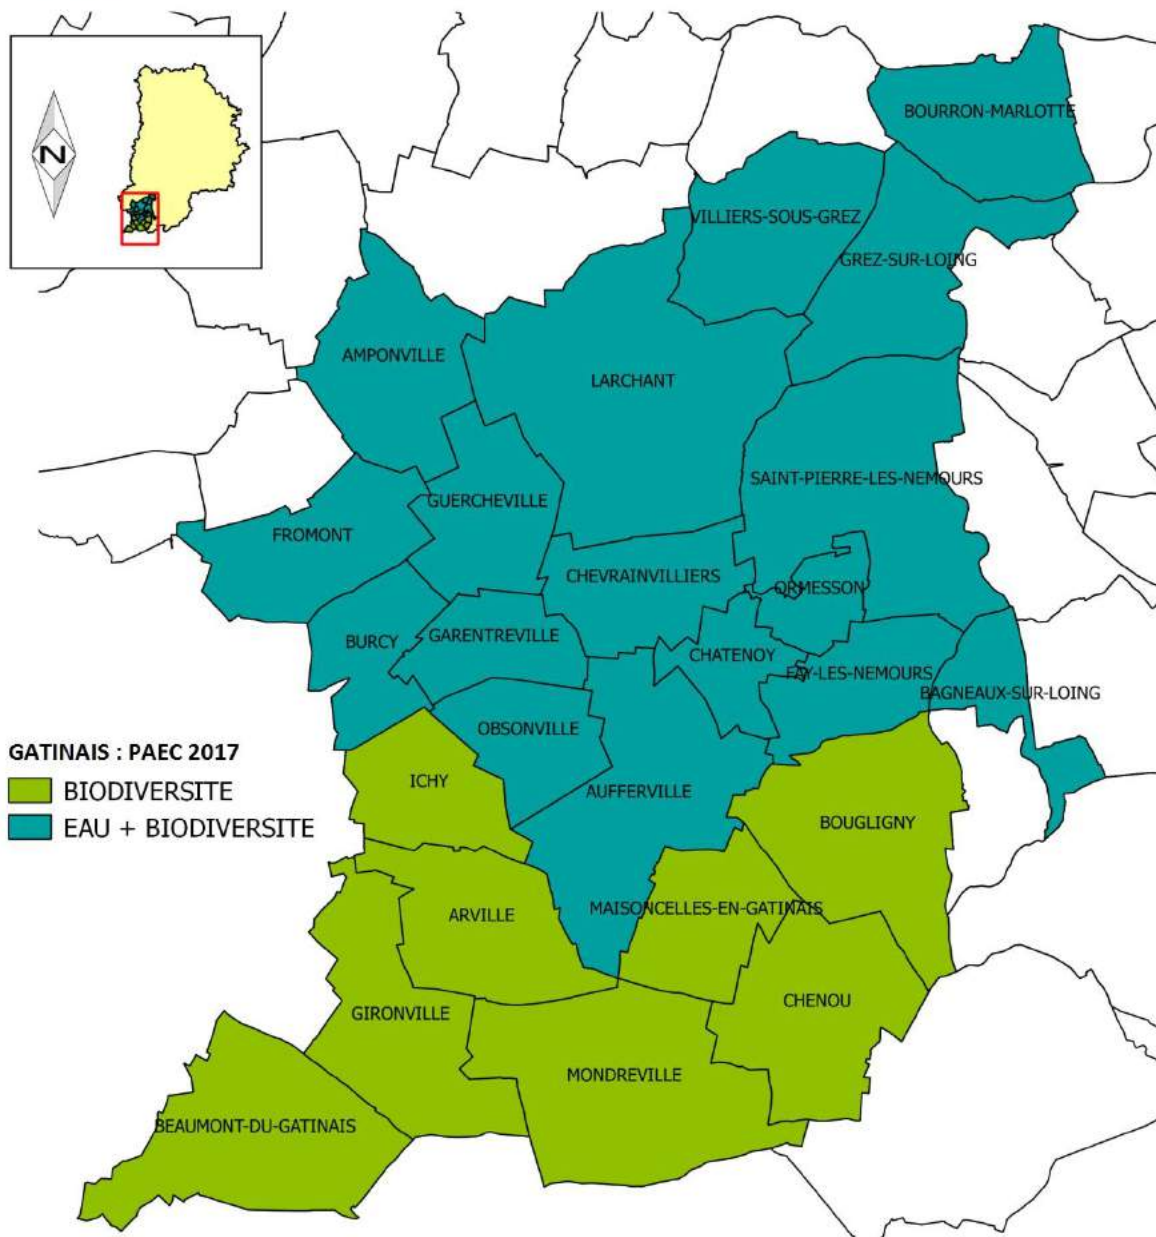 N
BOURRON-MARLOTTE
VILLIERS-SOUS-GREZ
GREZ-SUR-LOING
AMPONVILLE
LARCHANT
SAINT-PIERRE-LES-NEMOURS
GUERCHEVILLE
FROMONT
CHEVRAINVILLIERS
ORMESSON
BURCY
GARENTREVILLE
CHATENOY
FAY-LES-NEMOURS
BAGNEAUX-SUR-LOING
OBSONVILLE
GATINAIS : PAEC 2017
BIODIVERSITE
EAU + BIODIVERSITE
ICHY
AUFFERVILLE
BOUGLIGNY
MAISONCELLES-EN-GATINAIS
ARVILLE
CHENOU
GIRONVILLE
MONDREVILLE
BEAUMONT-DU-GATINAIS